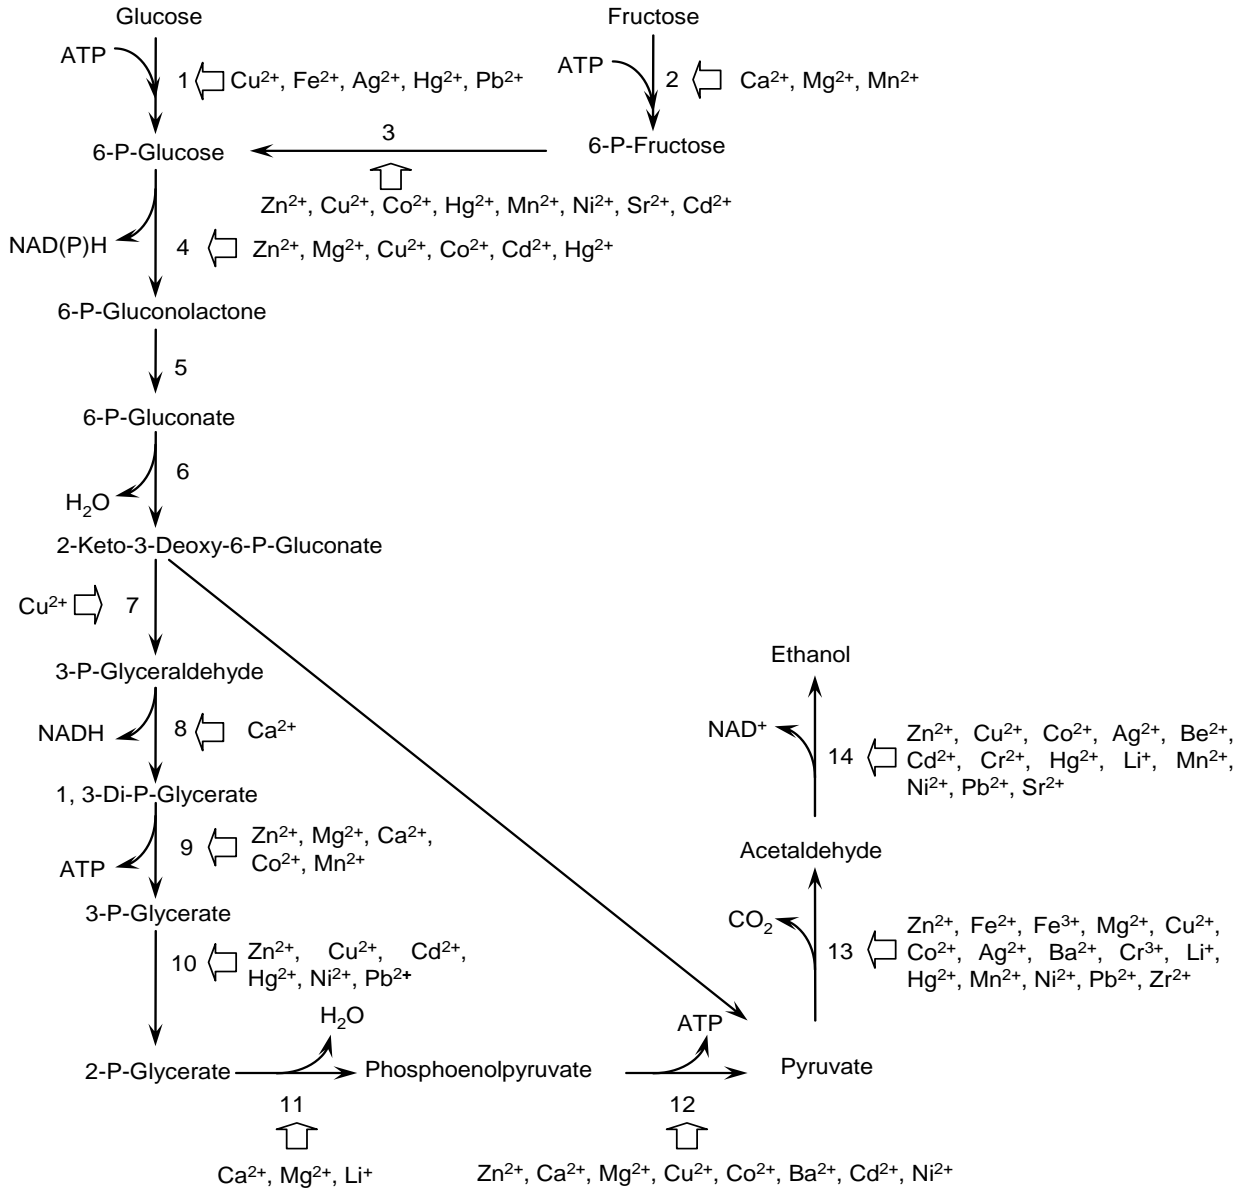 Glucose
Fructose
ATP
1
Cu²⁺, Fe²⁺, Ag²⁺, Hg²⁺, Pb²⁺
ATP
2
Ca²⁺, Mg²⁺, Mn²⁺
6-P-Glucose
3
6-P-Fructose
Zn²⁺, Cu²⁺, Co²⁺, Hg²⁺, Mn²⁺, Ni²⁺, Sr²⁺, Cd²⁺
NAD(P)H
4
Zn²⁺, Mg²⁺, Cu²⁺, Co²⁺, Cd²⁺, Hg²⁺
6-P-Gluconolactone
5
6-P-Gluconate
6
H₂O
2-Keto-3-Deoxy-6-P-Gluconate
Cu²⁺
7
3-P-Glyceraldehyde
NADH
8
Ca²⁺
1, 3-Di-P-Glycerate
ATP
9
Zn²⁺, Mg²⁺, Ca²⁺,
Co²⁺, Mn²⁺
3-P-Glycerate
10
Zn²⁺, Cu²⁺, Cd²⁺,
Hg²⁺, Ni²⁺, Pb²⁺
2-P-Glycerate
H₂O
11
Ca²⁺, Mg²⁺, Li⁺
Phosphoenolpyruvate
ATP
12
Zn²⁺, Ca²⁺, Mg²⁺, Cu²⁺, Co²⁺, Ba²⁺, Cd²⁺, Ni²⁺
Pyruvate
CO₂
13
Zn²⁺, Fe²⁺, Fe³⁺, Mg²⁺, Cu²⁺,
Co²⁺, Ag²⁺, Ba²⁺, Cr³⁺, Li⁺,
Hg²⁺, Mn²⁺, Ni²⁺, Pb²⁺, Zr²⁺
Acetaldehyde
NAD⁺
14
Zn²⁺, Cu²⁺, Co²⁺, Ag²⁺, Be²⁺,
Cd²⁺, Cr²⁺, Hg²⁺, Li⁺, Mn²⁺,
Ni²⁺, Pb²⁺, Sr²⁺
Ethanol